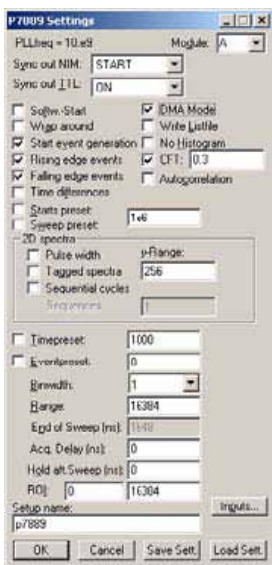 P7889 Settings
PLLfreq = 10.e9 Module: A
Sync out NIM: START
Sync out TTL: ON
Softw.-Start DMA Mode
Wrap around Write Listfile
Start event generation No Histogram
Rising edge events CFT: 0.3
Falling edge events Autocorrelation
Time differences
Starts preset:
Sweep preset: 1e6
2D spectra
Pulse width y-Range:
Tagged spectra 256
Sequential cycles
Sequences 1
Timepreset: 1000
Eventpreset: 0
Binwidth: 1
Range: 16384
End of Sweep (ns):
Acq. Delay (ns): 0
Hold aft.Sweep (ns): 0
ROI: 0 16384
Setup name: Inputs...
p7889
OK Cancel Save Sett. Load Sett.